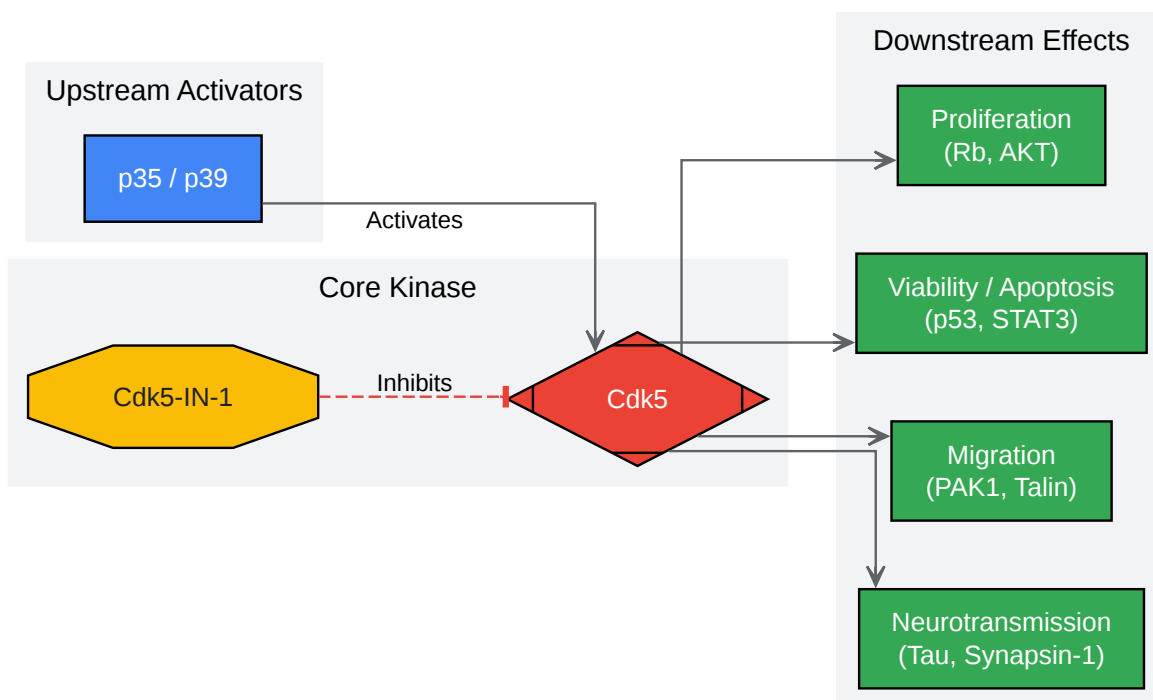 Upstream Activators
p35 / p39
Activates
Core Kinase
Cdk5-IN-1
Inhibits
Cdk5
Downstream Effects
Proliferation
(Rb, AKT)
Viability / Apoptosis
(p53, STAT3)
Migration
(PAK1, Talin)
Neurotransmission
(Tau, Synapsin-1)